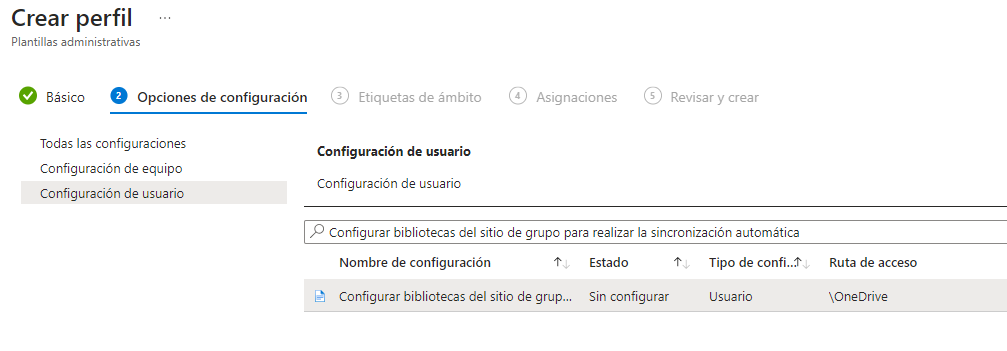 Crear perfil ...
Plantillas administrativas
Básico 2 Opciones de configuración 3 Etiquetas de ámbito 4 Asignaciones 5 Revisar y crear
Todas las configuraciones
Configuración de equipo
Configuración de usuario
Configuración de usuario
Configuración de usuario
Configurar bibliotecas del sitio de grupo para realizar la sincronización automática
Nombre de configuración ↑↓ Estado ↑↓ Tipo de confi...↑↓ Ruta de acceso
Configurar bibliotecas del sitio de grup... Sin configurar Usuario \OneDrive